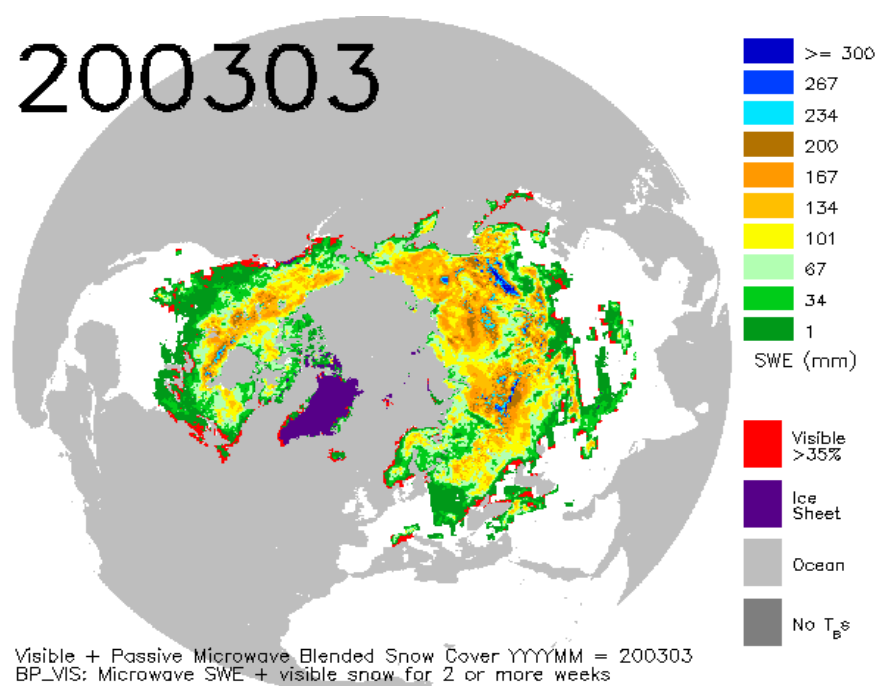 200303
>= 300
267
234
200
167
134
101
67
34
1
SWE (mm)
Visible
>35%
Ice
Sheet
Ocean
No TBs
Visible + Passive Microwave Blended Snow Cover YYYYMM = 200303
BP_VIS: Microwave SWE + visible snow for 2 or more weeks